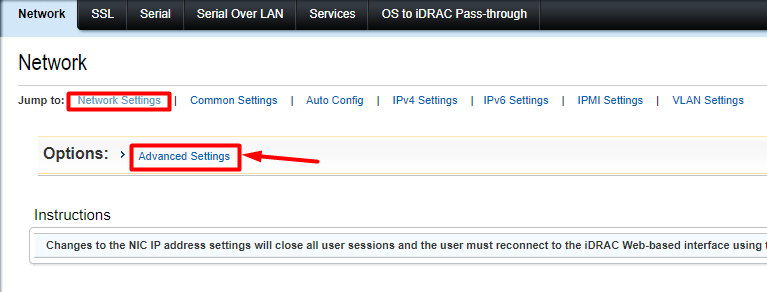 Network SSL Serial Serial Over LAN Services OS to iDRAC Pass-through
Network
Jump to: Network Settings | Common Settings | Auto Config | IPv4 Settings | IPv6 Settings | IPMI Settings | VLAN Settings
Options: Advanced Settings
Instructions
Changes to the NIC IP address settings will close all user sessions and the user must reconnect to the iDRAC Web-based interface using